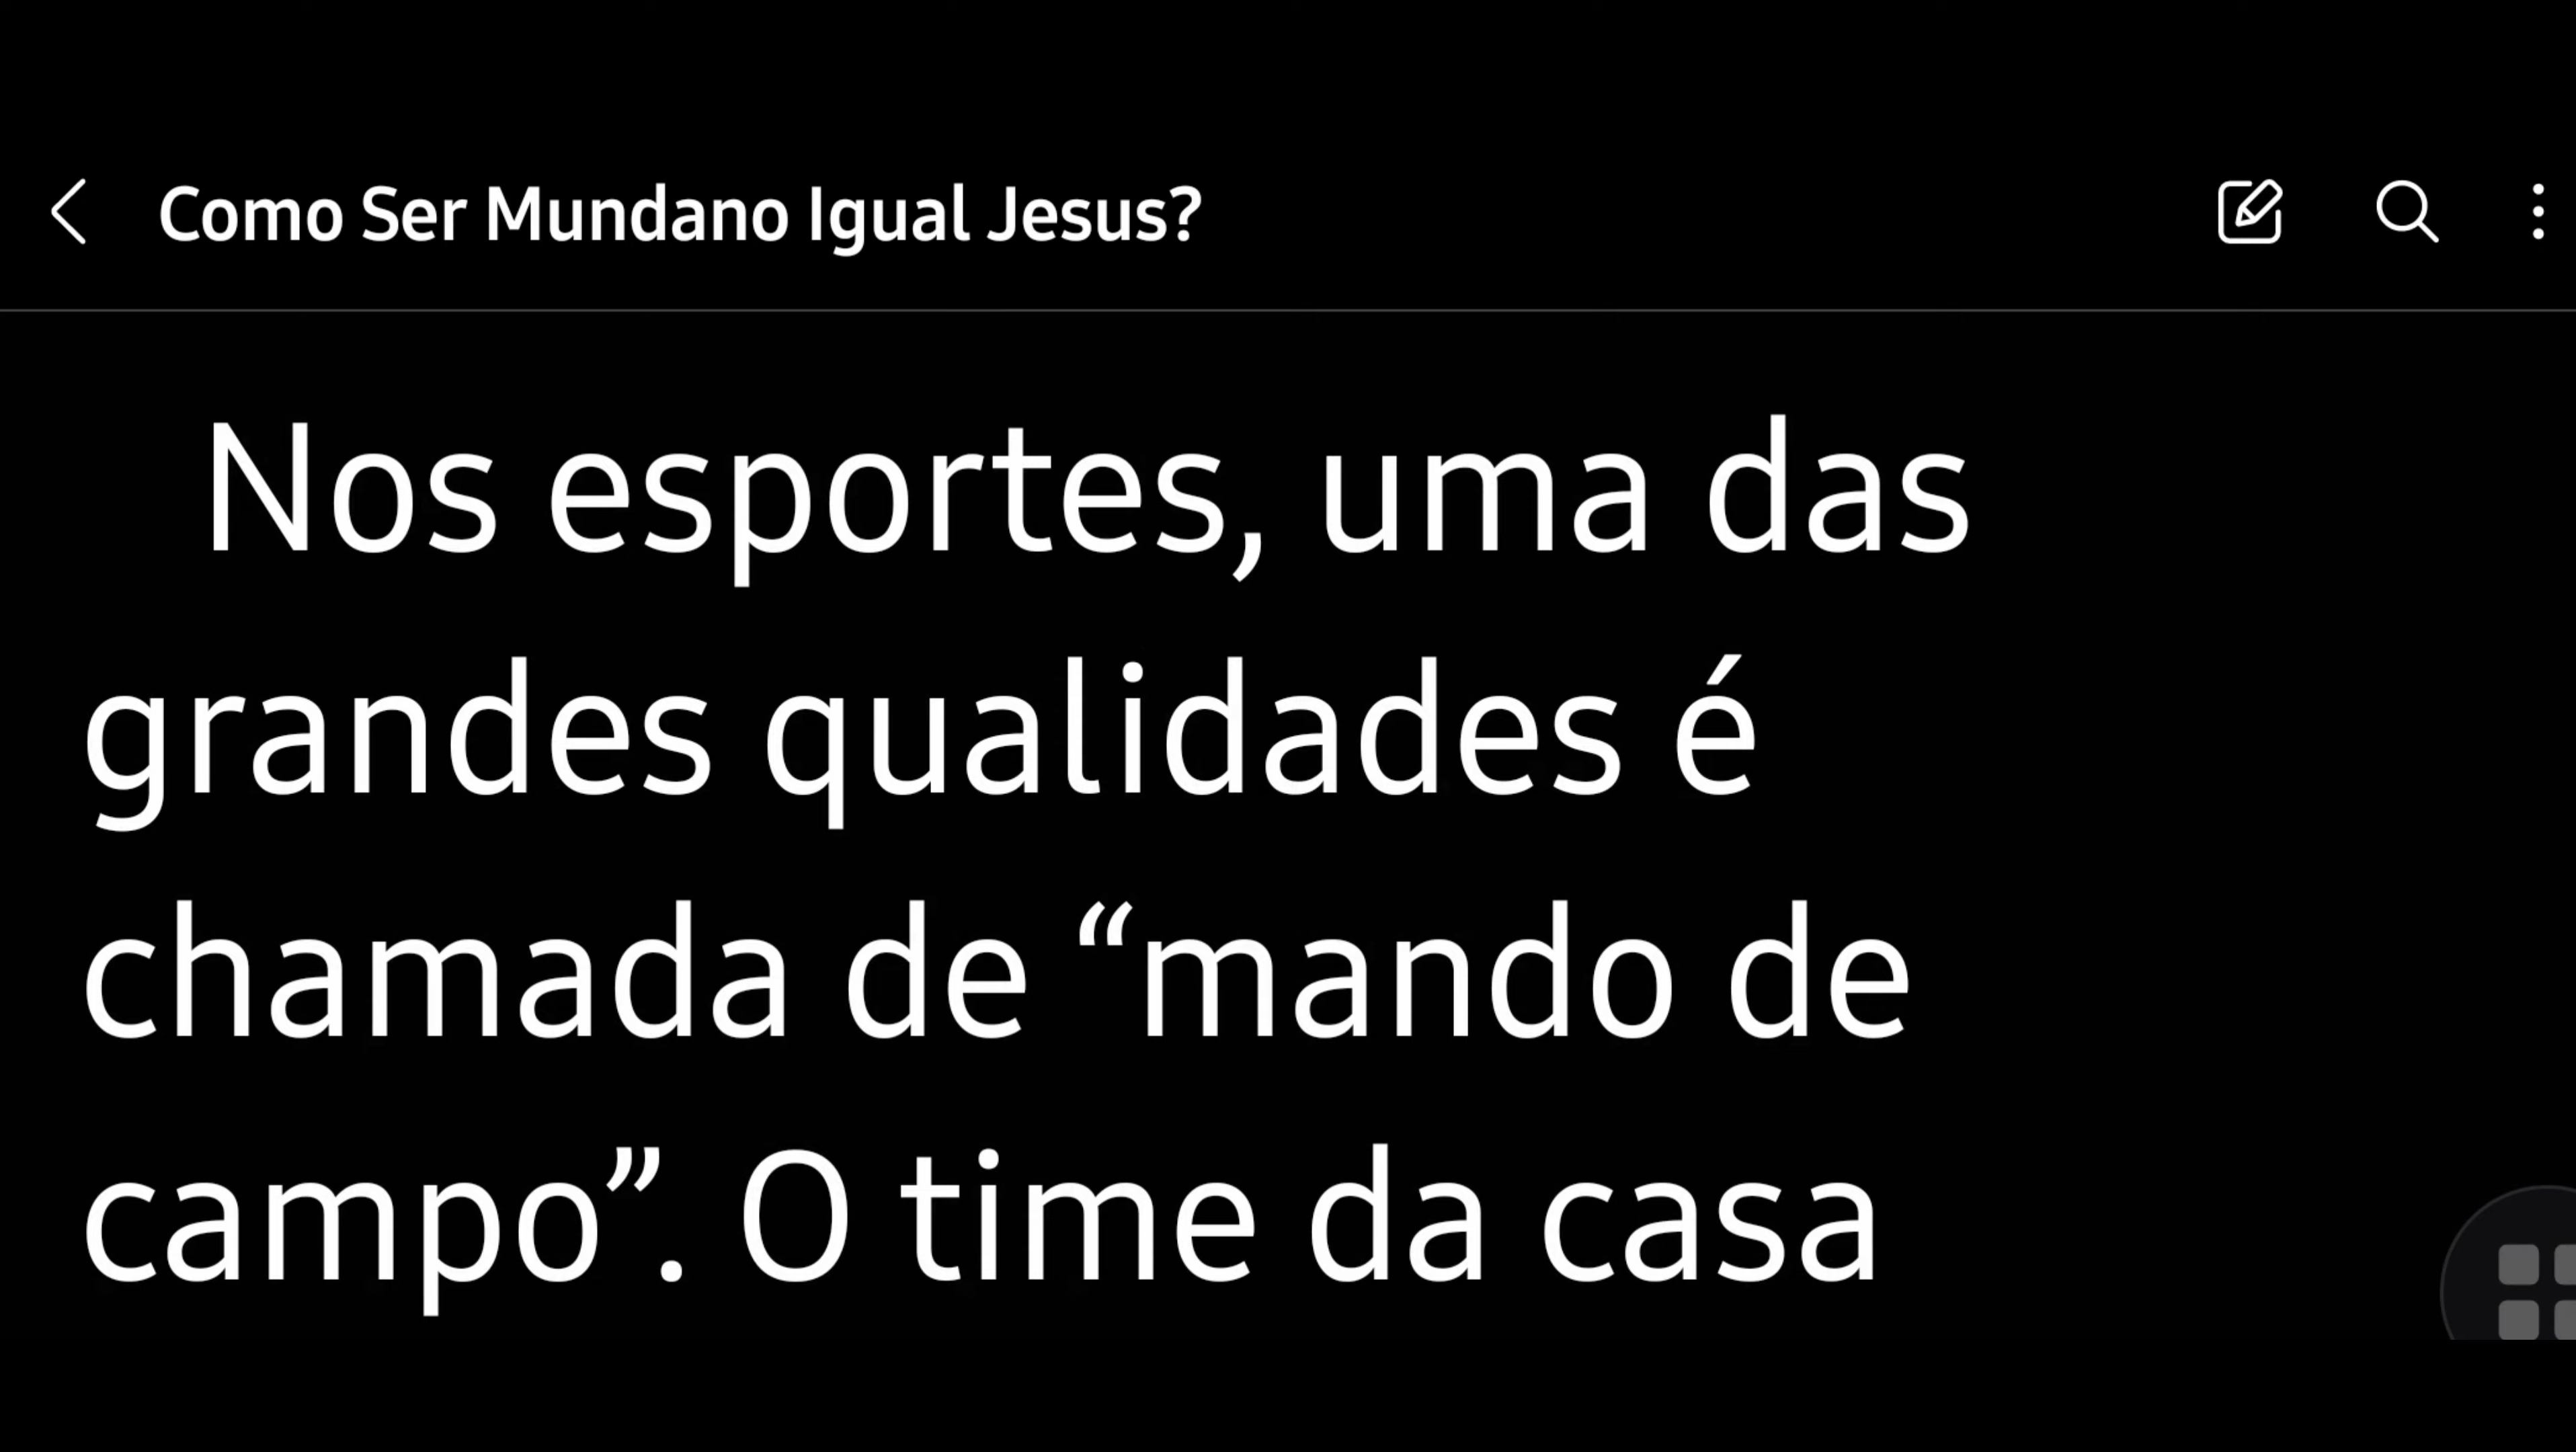 Como Ser Mundano Igual Jesus?
Nos esportes, uma das
grandes qualidades é
chamada de “mando de
campo”. O time da casa